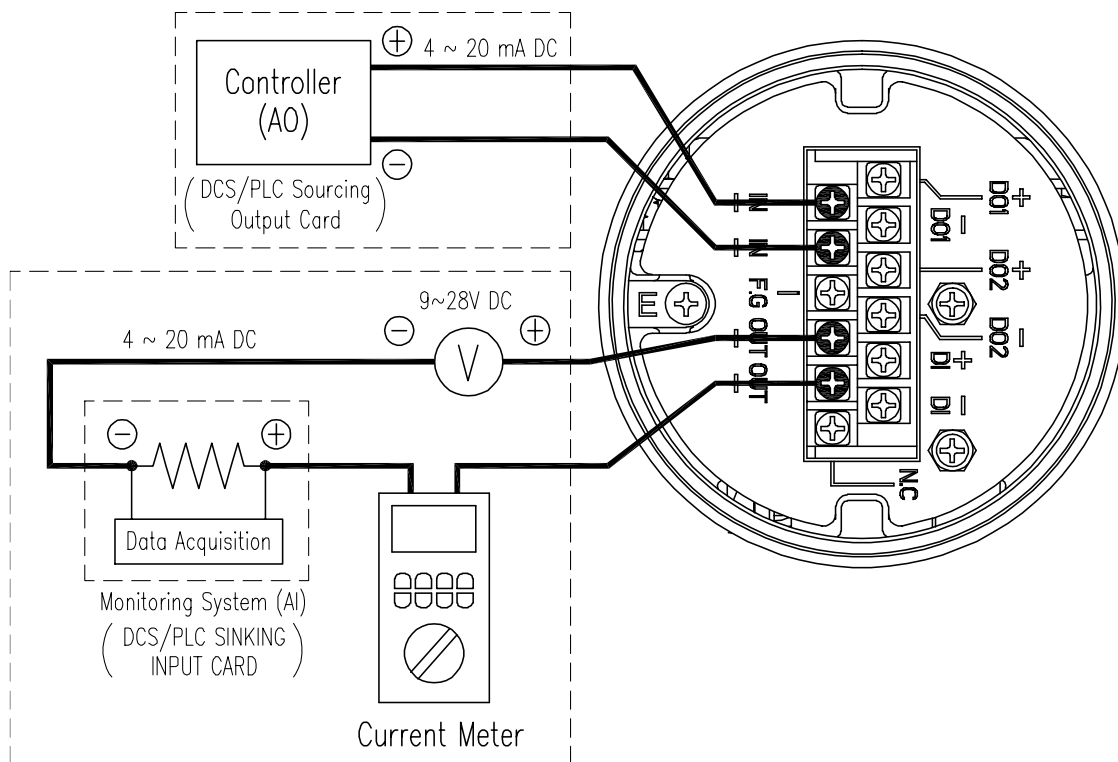 Controller
(AO)
⊕
4 ~ 20 mA DC
⊖
( DCS/PLC Sourcing
Output Card )
4 ~ 20 mA DC
⊖
9~28V DC
⊕
V
⊖
⊕
Data Acquisition
Monitoring System (AI)
( DCS/PLC SINKING
INPUT CARD )
Current Meter
E
IN
IN
F.G
OUT
OUT
DO1 +
DO1 −
DO2 +
DO2 −
DI +
DI −
N.C